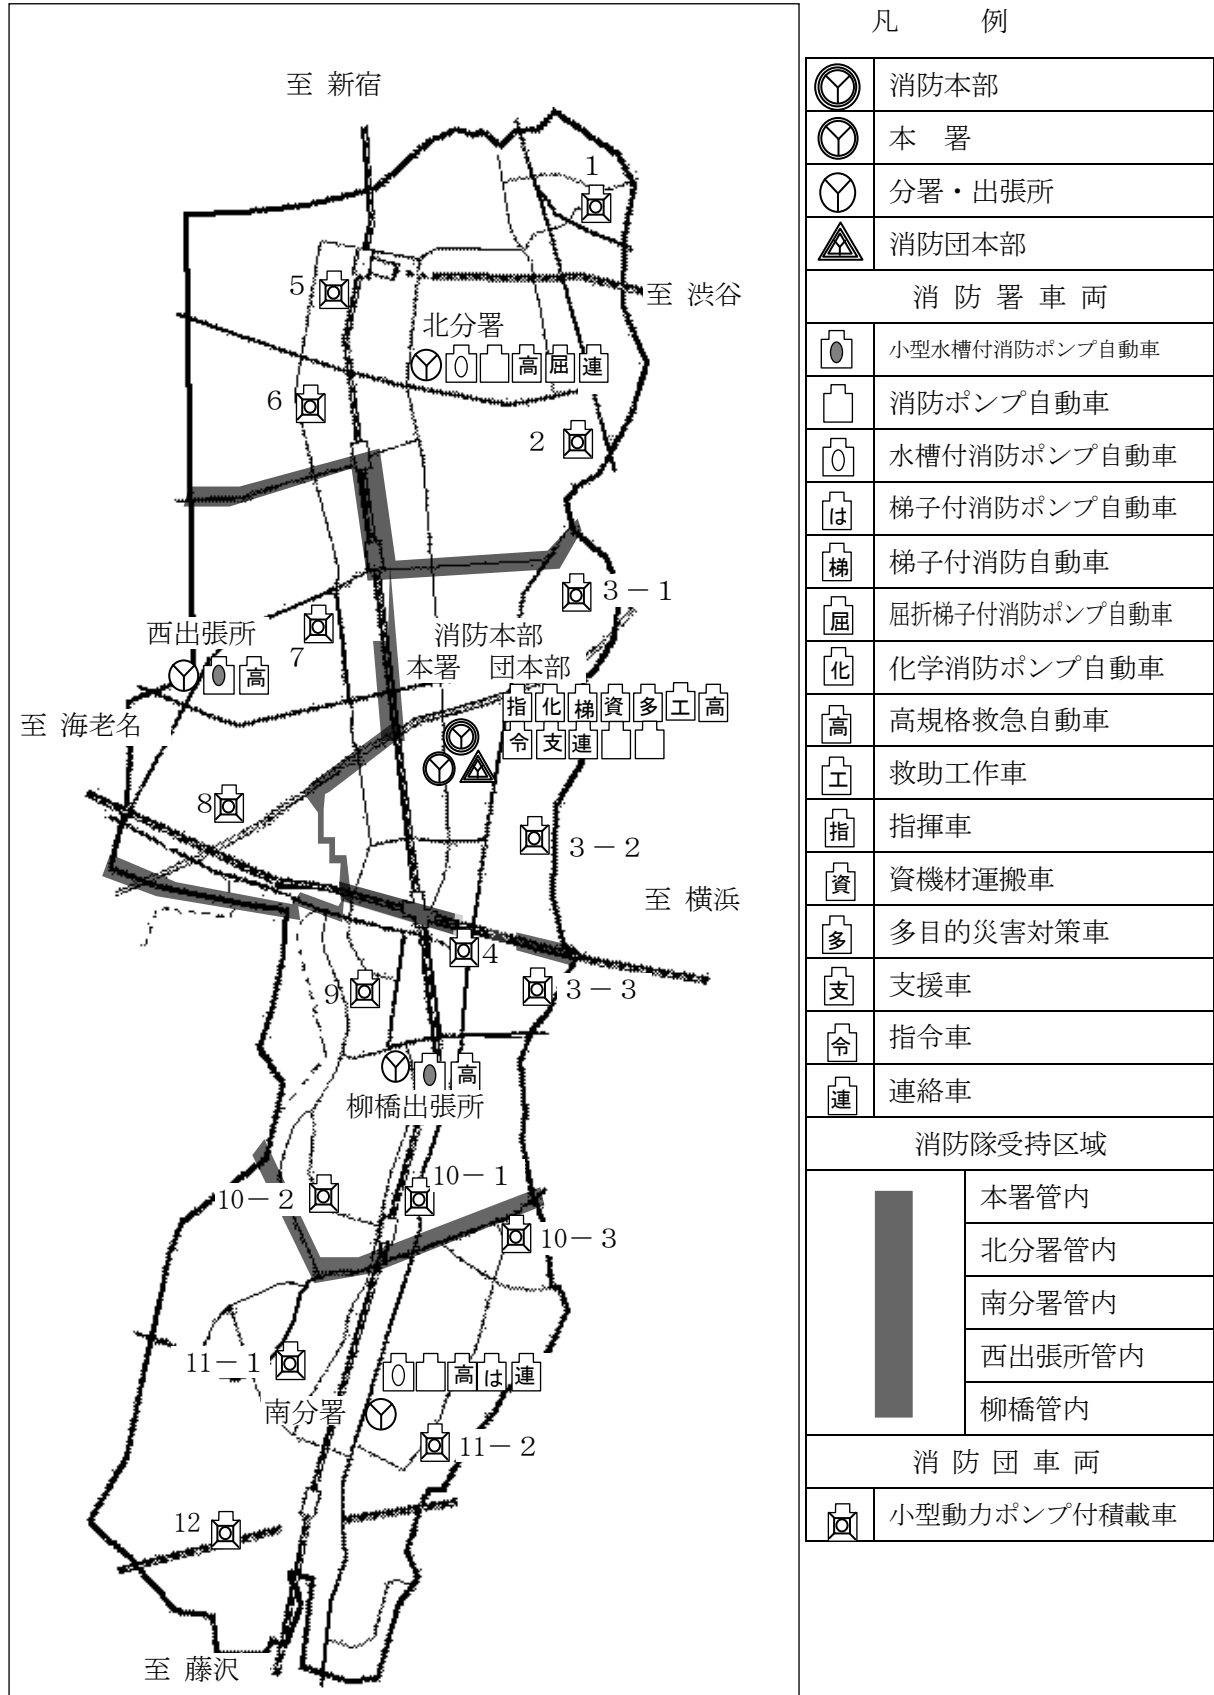 至 新宿
1
5
至 渋谷
北分署
高 屈 連
6
2
3－1
7
西出張所
高
消防本部
本署 団本部
指 化 梯 資 多 工 高
令 支 連
至 海老名
8
3－2
至 横浜
4
9
3－3
高
柳橋出張所
10－1
10－2
10－3
11－1
高 は 連
南分署
11－2
12
至 藤沢
凡 例
消防本部
本 署
分署・出張所
消防団本部
消 防 署 車 両
小型水槽付消防ポンプ自動車
消防ポンプ自動車
水槽付消防ポンプ自動車
は 梯子付消防ポンプ自動車
梯 梯子付消防自動車
屈 屈折梯子付消防ポンプ自動車
化 化学消防ポンプ自動車
高 高規格救急自動車
工 救助工作車
指 指揮車
資 資機材運搬車
多 多目的災害対策車
支 支援車
令 指令車
連 連絡車
消防隊受持区域
本署管内
北分署管内
南分署管内
西出張所管内
柳橋管内
消 防 団 車 両
小型動力ポンプ付積載車